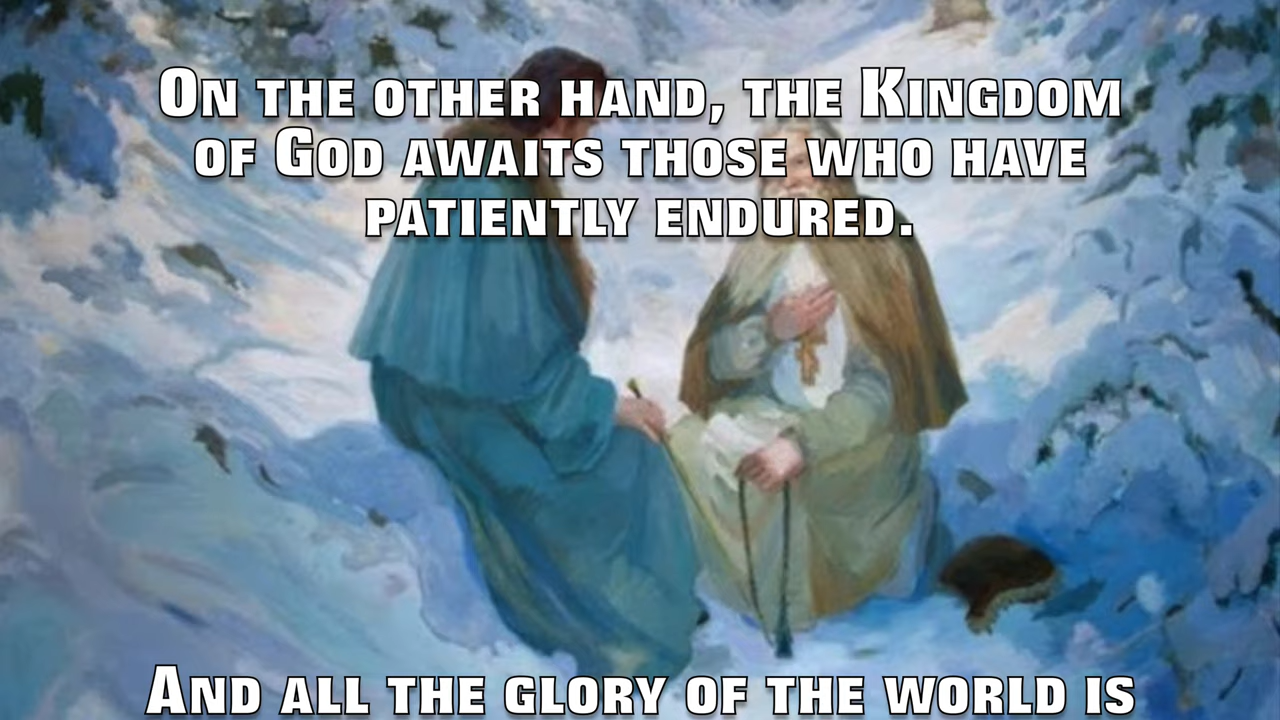 On the other hand, the Kingdom
of God awaits those who have
patiently endured.
And all the glory of the world is